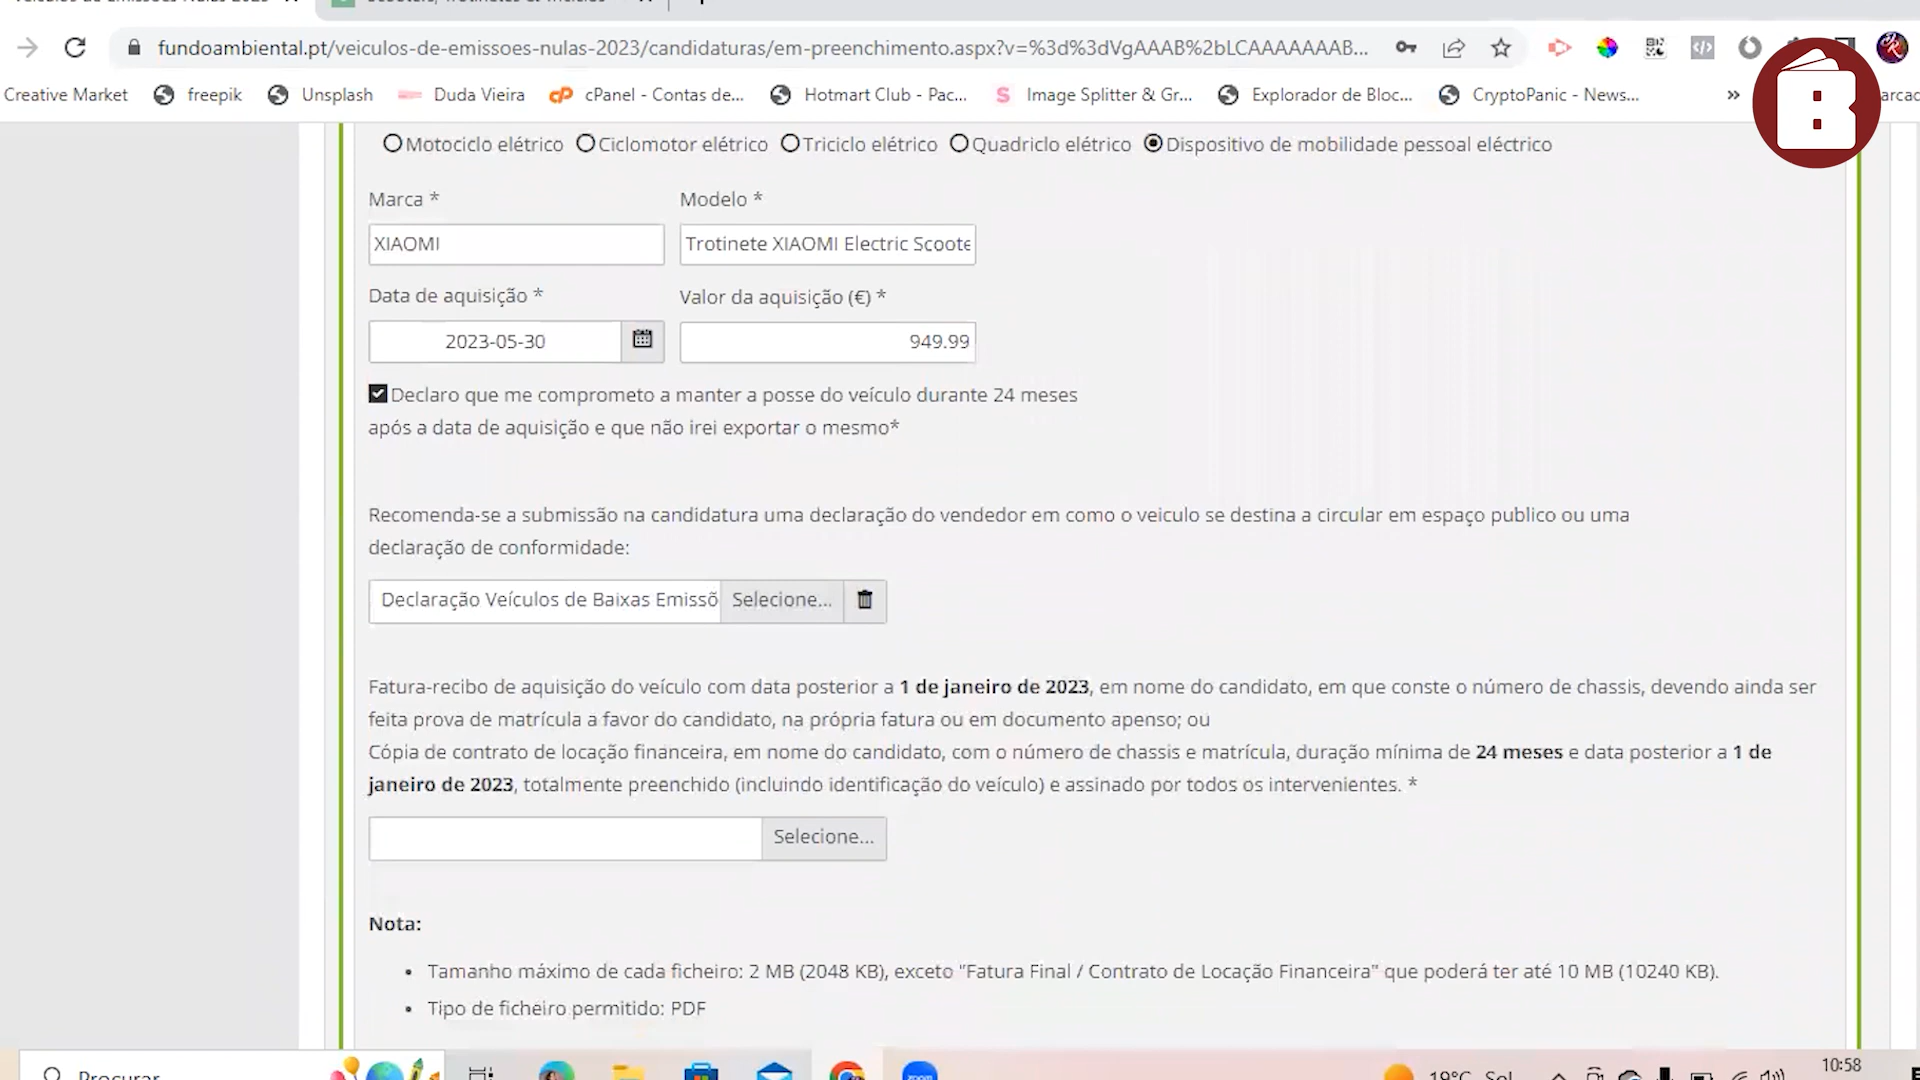 fundoambiental.pt/veiculos-de-emissoes-nulas-2023/candidaturas/em-preenchimento.aspx?v=%3d%3dVgAAAB%2bLCAAAAAAAB...
Creative Market freepik Unsplash Duda Vieira cPanel - Contas de... Hotmart Club - Pac... Image Splitter & Gr... Explorador de Bloc... CryptoPanic - News... »
B
Motociclo elétrico Ciclomotor elétrico Triciclo elétrico Quadriclo elétrico Dispositivo de mobilidade pessoal eléctrico
Marca * Modelo *
XIAOMI Trotinete XIAOMI Electric Scoote
Data de aquisição * Valor da aquisição (€) *
2023-05-30 949.99
Declaro que me comprometo a manter a posse do veículo durante 24 meses
após a data de aquisição e que não irei exportar o mesmo*
Recomenda-se a submissão na candidatura uma declaração do vendedor em como o veiculo se destina a circular em espaço publico ou uma
declaração de conformidade:
Declaração Veículos de Baixas Emissõ Selecione...
Fatura-recibo de aquisição do veículo com data posterior a 1 de janeiro de 2023, em nome do candidato, em que conste o número de chassis, devendo ainda ser
feita prova de matrícula a favor do candidato, na própria fatura ou em documento apenso; ou
Cópia de contrato de locação financeira, em nome do candidato, com o número de chassis e matrícula, duração mínima de 24 meses e data posterior a 1 de
janeiro de 2023, totalmente preenchido (incluindo identificação do veículo) e assinado por todos os intervenientes. *
Selecione...
Nota:
• Tamanho máximo de cada ficheiro: 2 MB (2048 KB), exceto "Fatura Final / Contrato de Locação Financeira" que poderá ter até 10 MB (10240 KB).
• Tipo de ficheiro permitido: PDF
Procurar zoom 19°C Sol 10:58